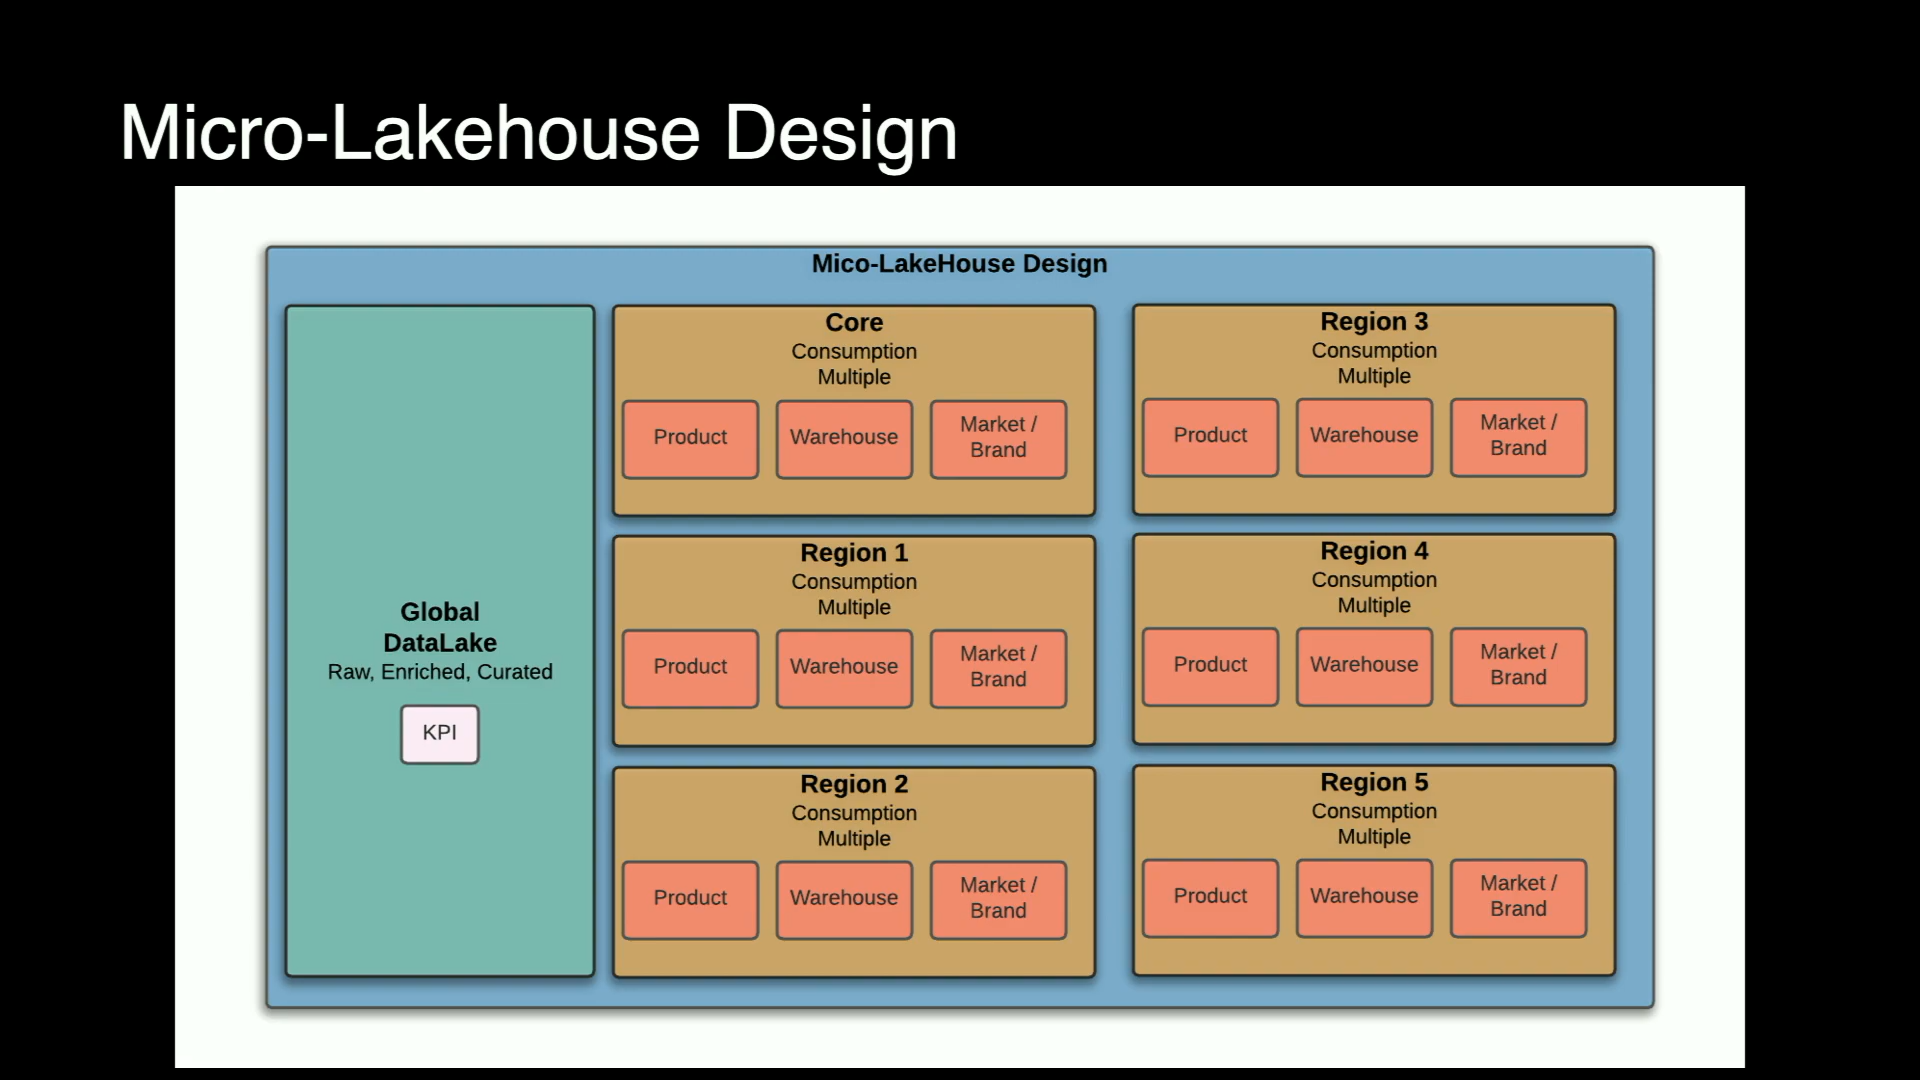 Micro-Lakehouse Design
Mico-LakeHouse Design
Global
DataLake
Raw, Enriched, Curated
KPI
Core
Consumption
Multiple
Product
Warehouse
Market /
Brand
Region 1
Consumption
Multiple
Product
Warehouse
Market /
Brand
Region 2
Consumption
Multiple
Product
Warehouse
Market /
Brand
Region 3
Consumption
Multiple
Product
Warehouse
Market /
Brand
Region 4
Consumption
Multiple
Product
Warehouse
Market /
Brand
Region 5
Consumption
Multiple
Product
Warehouse
Market /
Brand